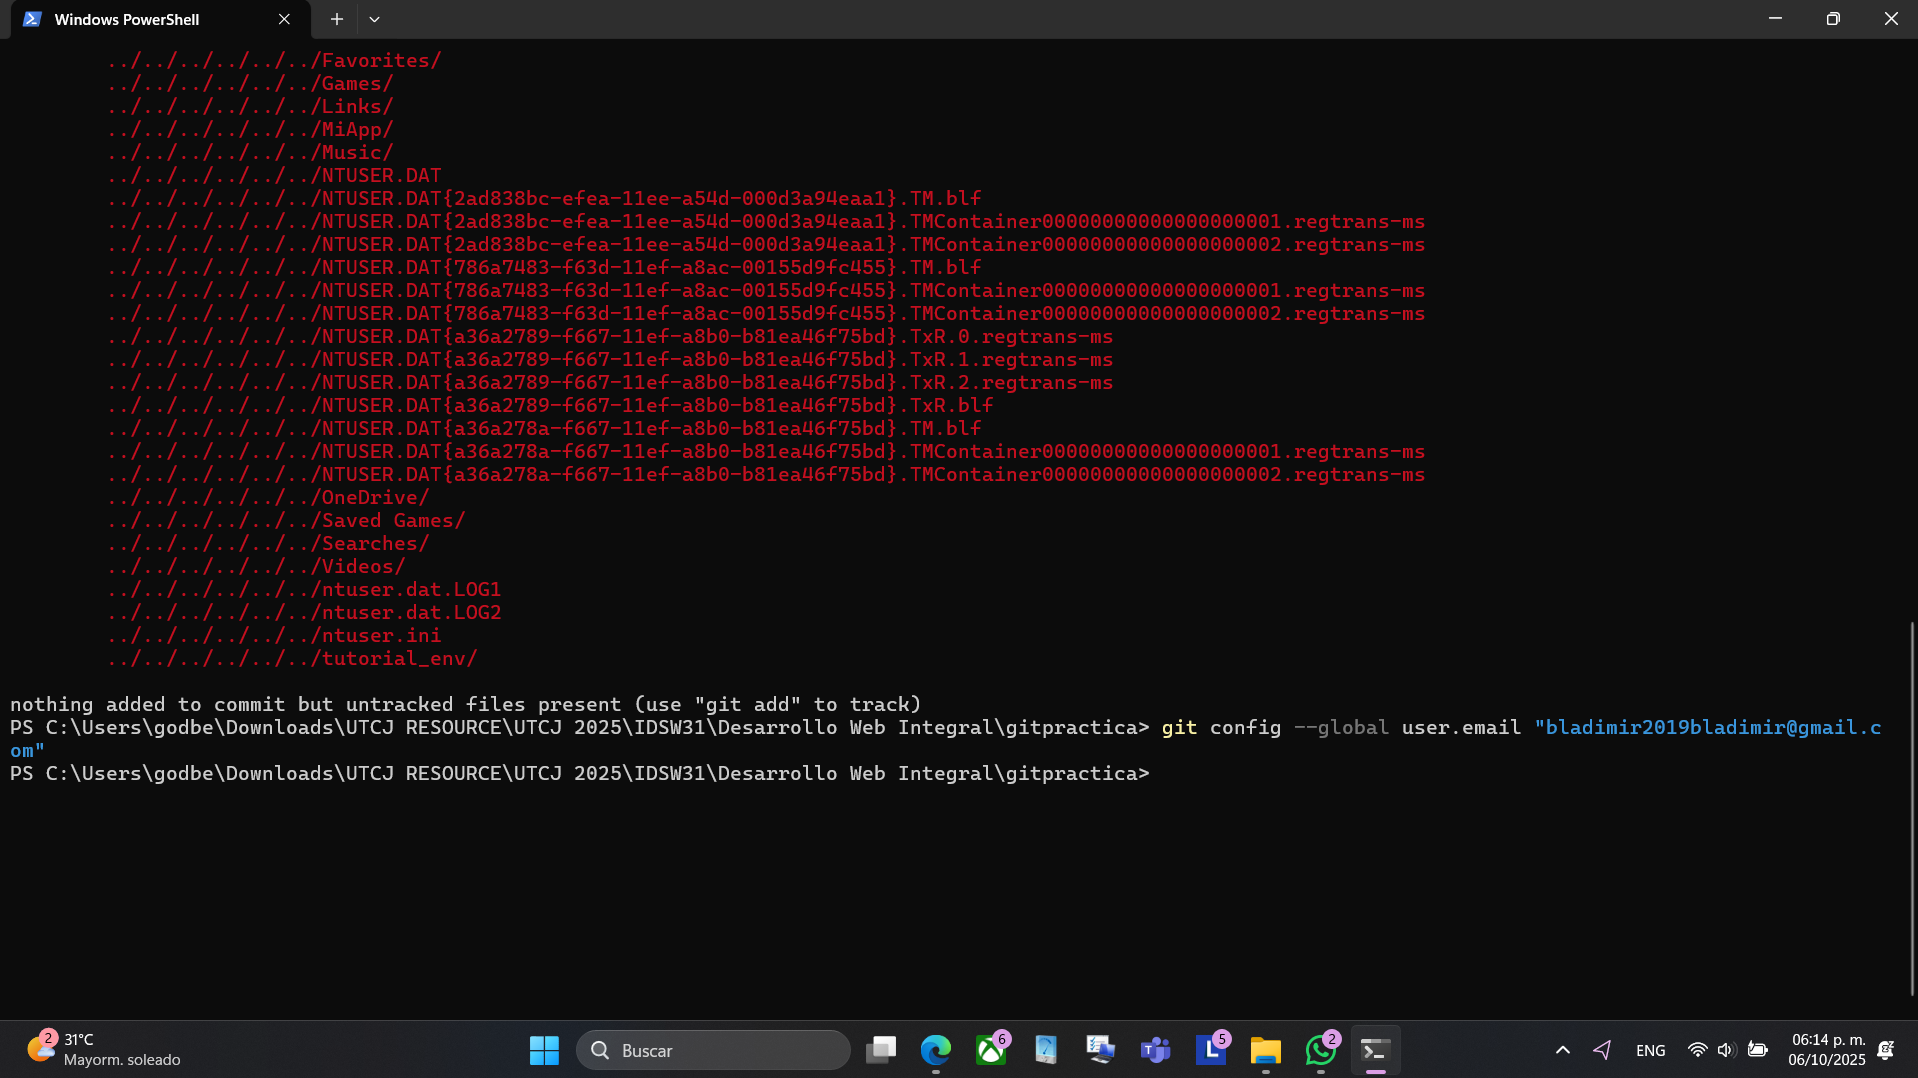 Windows PowerShell
../../../../../../Favorites/
../../../../../../Games/
../../../../../../Links/
../../../../../../MiApp/
../../../../../../Music/
../../../../../../NTUSER.DAT
../../../../../../NTUSER.DAT{2ad838bc-efea-11ee-a54d-000d3a94eaa1}.TM.blf
../../../../../../NTUSER.DAT{2ad838bc-efea-11ee-a54d-000d3a94eaa1}.TMContainer00000000000000000001.regtrans-ms
../../../../../../NTUSER.DAT{2ad838bc-efea-11ee-a54d-000d3a94eaa1}.TMContainer00000000000000000002.regtrans-ms
../../../../../../NTUSER.DAT{786a7483-f63d-11ef-a8ac-00155d9fc455}.TM.blf
../../../../../../NTUSER.DAT{786a7483-f63d-11ef-a8ac-00155d9fc455}.TMContainer00000000000000000001.regtrans-ms
../../../../../../NTUSER.DAT{786a7483-f63d-11ef-a8ac-00155d9fc455}.TMContainer00000000000000000002.regtrans-ms
../../../../../../NTUSER.DAT{a36a2789-f667-11ef-a8b0-b81ea46f75bd}.TxR.0.regtrans-ms
../../../../../../NTUSER.DAT{a36a2789-f667-11ef-a8b0-b81ea46f75bd}.TxR.1.regtrans-ms
../../../../../../NTUSER.DAT{a36a2789-f667-11ef-a8b0-b81ea46f75bd}.TxR.2.regtrans-ms
../../../../../../NTUSER.DAT{a36a2789-f667-11ef-a8b0-b81ea46f75bd}.TxR.blf
../../../../../../NTUSER.DAT{a36a278a-f667-11ef-a8b0-b81ea46f75bd}.TM.blf
../../../../../../NTUSER.DAT{a36a278a-f667-11ef-a8b0-b81ea46f75bd}.TMContainer00000000000000000001.regtrans-ms
../../../../../../NTUSER.DAT{a36a278a-f667-11ef-a8b0-b81ea46f75bd}.TMContainer00000000000000000002.regtrans-ms
../../../../../../OneDrive/
../../../../../../Saved Games/
../../../../../../Searches/
../../../../../../Videos/
../../../../../../ntuser.dat.LOG1
../../../../../../ntuser.dat.LOG2
../../../../../../ntuser.ini
../../../../../../tutorial_env/
nothing added to commit but untracked files present (use "git add" to track)
PS C:\Users\godbe\Downloads\UTCJ RESOURCE\UTCJ 2025\IDSW31\Desarrollo Web Integral\gitpractica> git config --global user.email "bladimir2019bladimir@gmail.c
om"
PS C:\Users\godbe\Downloads\UTCJ RESOURCE\UTCJ 2025\IDSW31\Desarrollo Web Integral\gitpractica>
2
31°C
Mayorm. soleado
Buscar
6
T
L
5
2
ENG
06:14 p. m.
06/10/2025